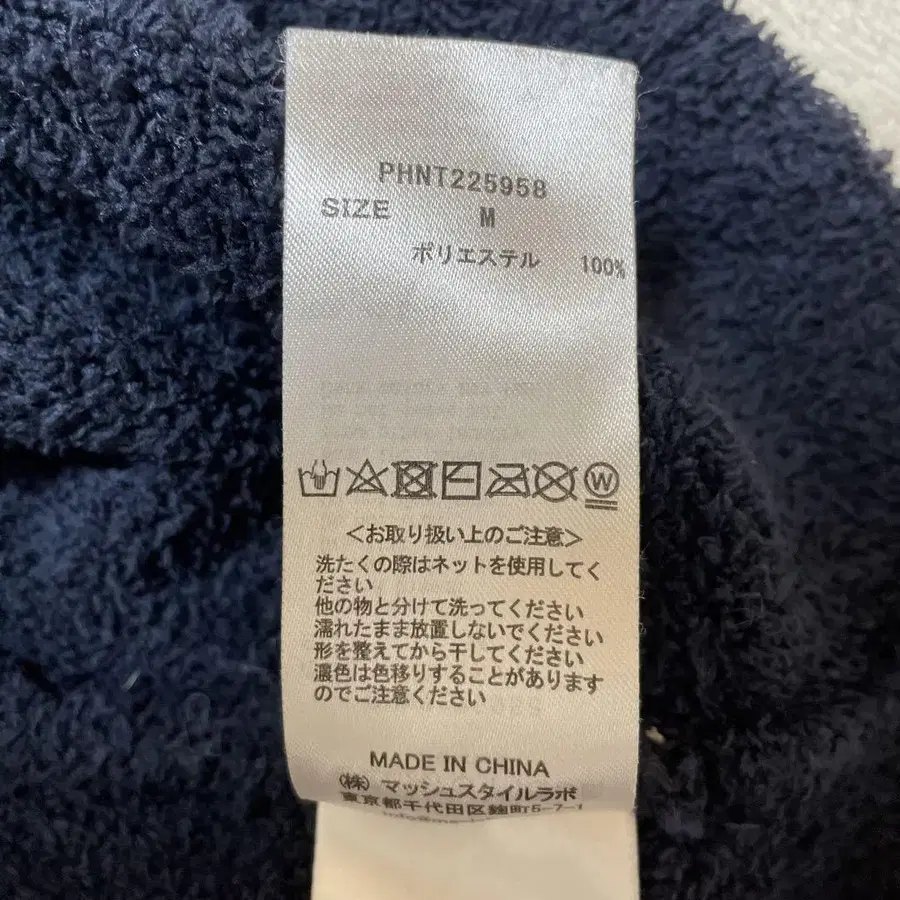 PHNT225958
SIZE M
ポリエステル 100%
W
<お取り扱い上のご注意>
洗たくの際はネットを使用してく
ださい
他の物と分けて洗ってください
濡れたまま放置しないでください
形を整えてから干してください
濃色は色移りすることがあります
のでご注意ください
MADE IN CHINA
(株) マッシュスタイルラボ
東京都千代田区麹町5-7-1